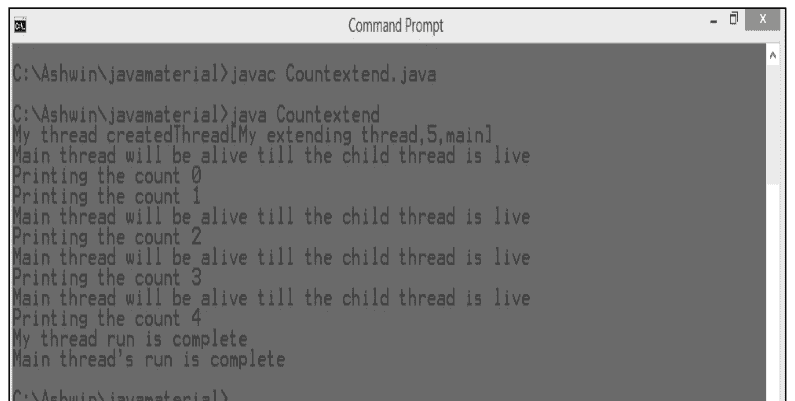 Command Prompt
C:\Ashwin\javamaterial>javac Countextend.java
C:\Ashwin\javamaterial>java Countextend
My thread createdThread[My extending thread,5,main]
Main thread will be alive till the child thread is live
Printing the count 0
Printing the count 1
Main thread will be alive till the child thread is live
Printing the count 2
Main thread will be alive till the child thread is live
Printing the count 3
Main thread will be alive till the child thread is live
Printing the count 4
My thread run is complete
Main thread's run is complete
C:\Ashwin\javamaterial>